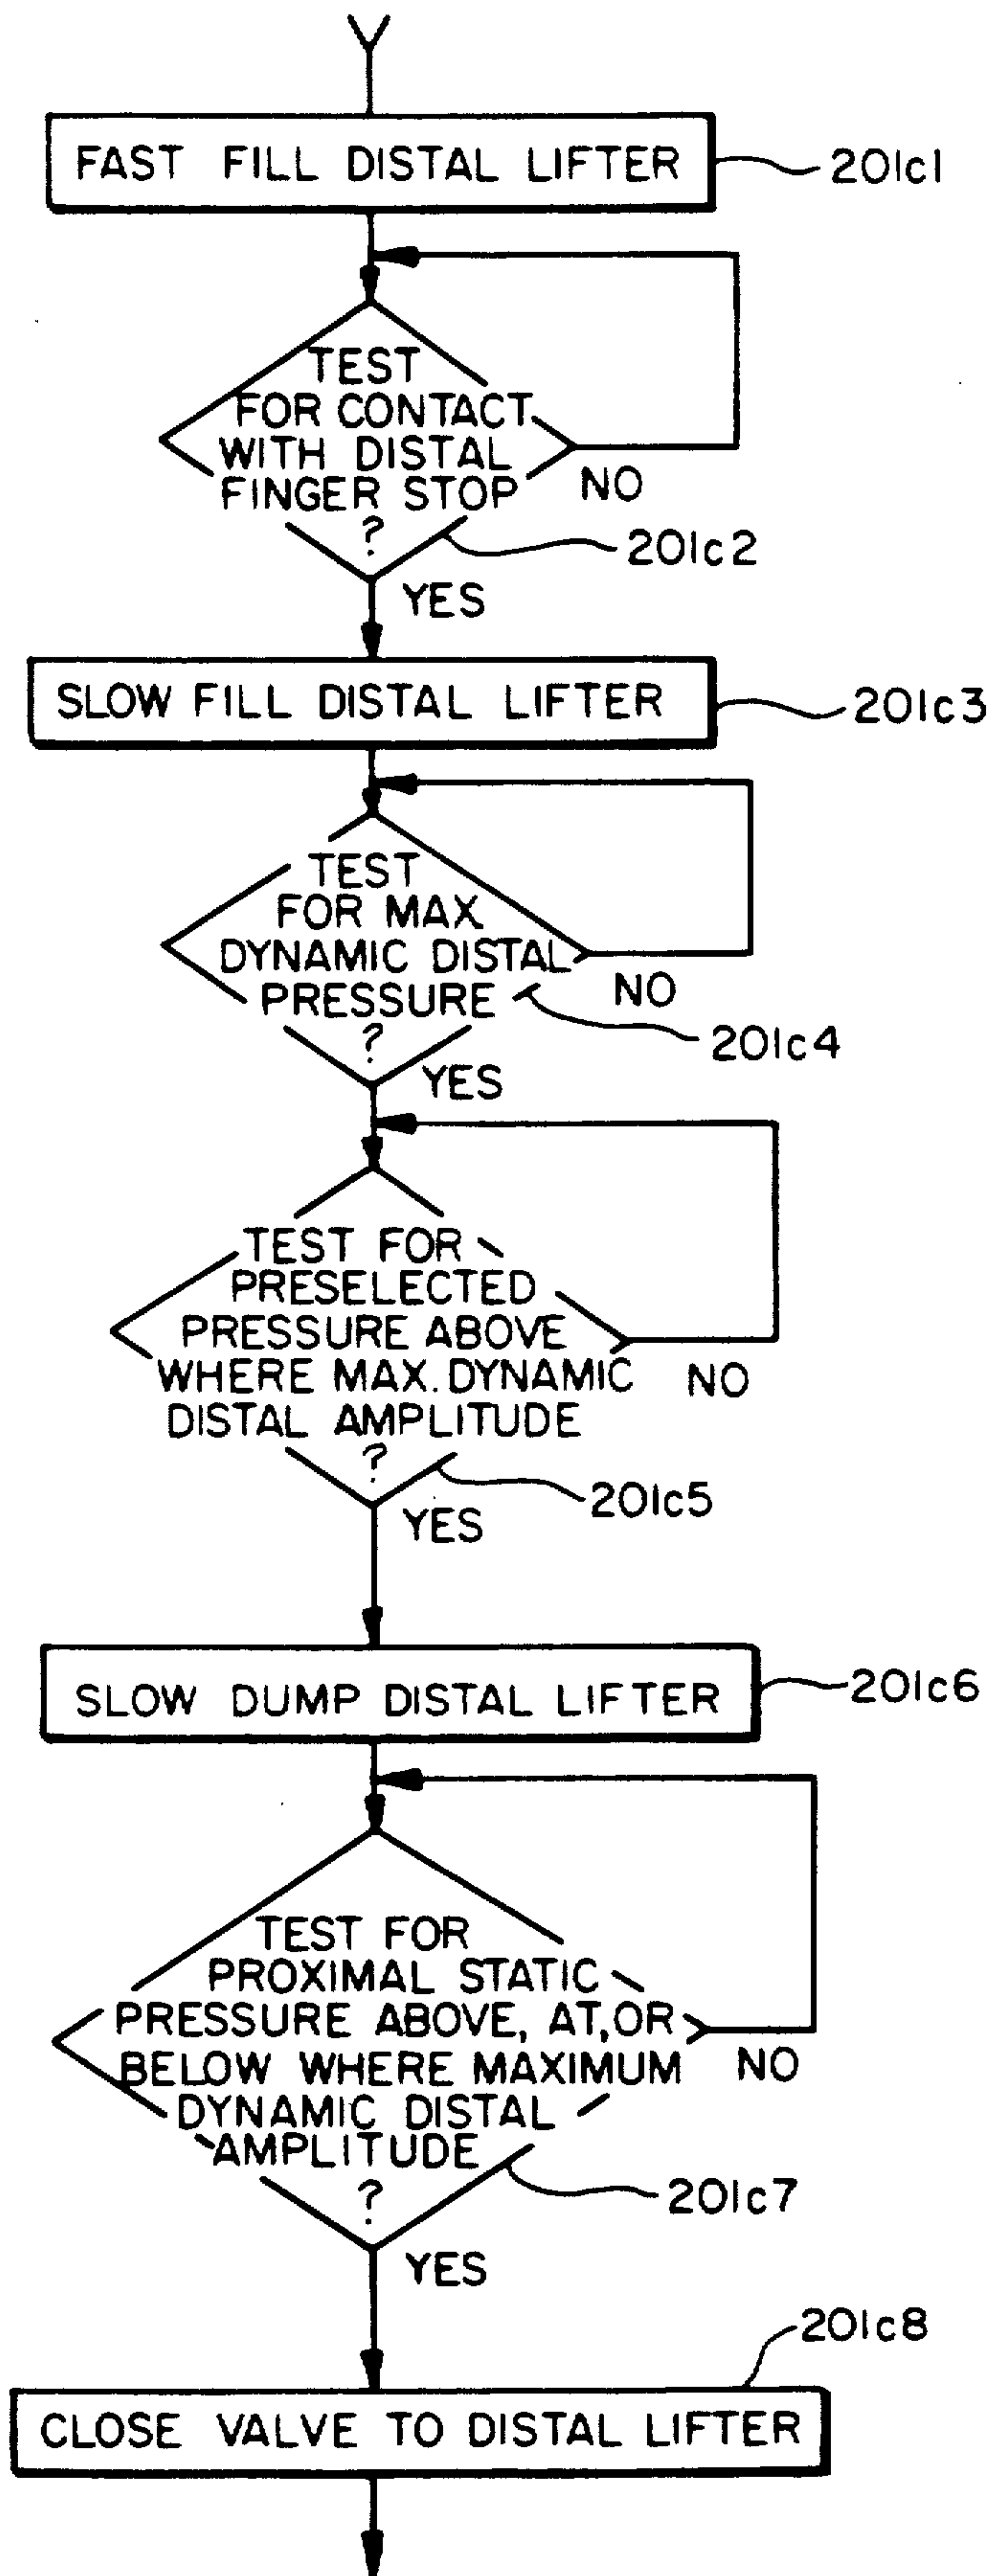 FAST FILL DISTAL LIFTER
201c1
TEST
FOR CONTACT
WITH DISTAL
FINGER STOP
?
NO
201c2
YES
SLOW FILL DISTAL LIFTER
201c3
TEST
FOR MAX.
DYNAMIC DISTAL
PRESSURE
?
NO
201c4
YES
TEST FOR
PRESELECTED
PRESSURE ABOVE
WHERE MAX. DYNAMIC
DISTAL AMPLITUDE
?
NO
201c5
YES
SLOW DUMP DISTAL LIFTER
201c6
TEST FOR
PROXIMAL STATIC
PRESSURE ABOVE, AT, OR
BELOW WHERE MAXIMUM
DYNAMIC DISTAL
AMPLITUDE
?
NO
201c7
YES
201c8
CLOSE VALVE TO DISTAL LIFTER